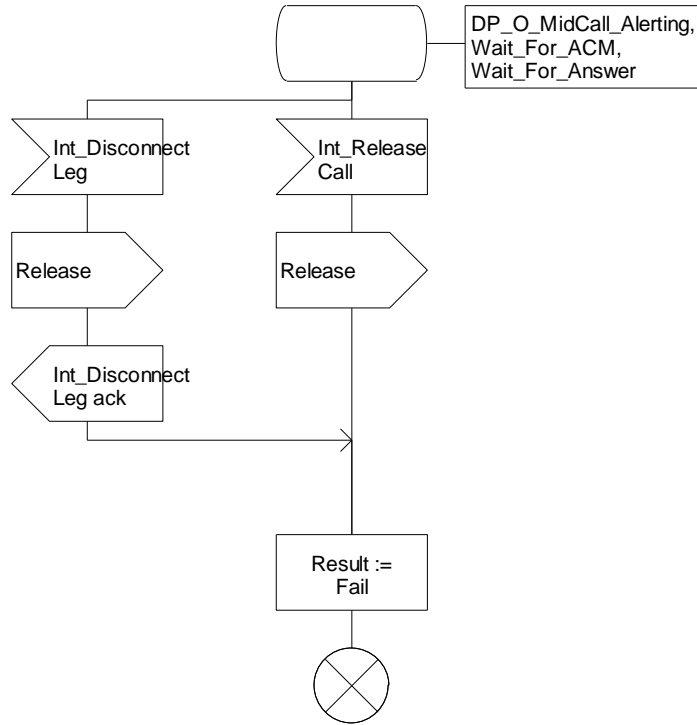 DP_O_MidCall_Alerting,
Wait_For_ACM,
Wait_For_Answer
Int_Disconnect
Leg
Int_Release
Call
Release
Release
Int_Disconnect
Leg ack
Result :=
Fail